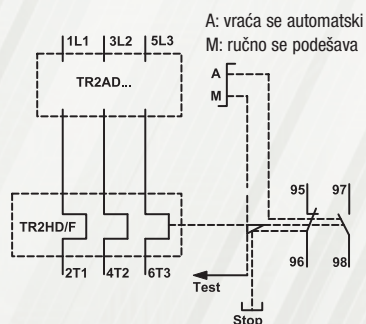 A: vraća se automatski
M: ručno se podešava
1L1 3L2 5L3
TR2AD...
A
M
95 97
TR2HD/F
96 98
2T1 4T2 6T3
Test
Stop